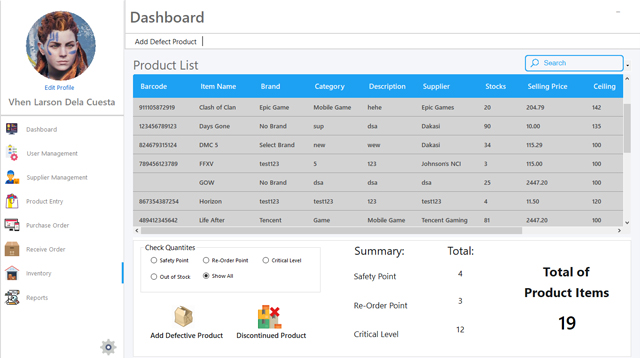 Dashboard
Add Defect Product
Edit Profile
Vhen Larson Dela Cuesta
Dashboard
User Management
Supplier Management
Product Entry
Purchase Order
Receive Order
Inventory
Reports
Product List
Search
Barcode Item Name Brand Category Description Supplier Stocks Selling Price Ceiling
911105872919 Clash of Clan Epic Game Mobile Game hehe Epic Games 20 204.79 142
123456789123 Days Gone No Brand sup dsa Dakasi 90 10.00 135
824679315124 DMC 5 Select Brand new wew Dakasi 34 115.29 100
789456123789 FFXV test123 5 123 Johnson's NCI 3 115.00 100
GOW No Brand dsa dsa dsa 25 2447.20 100
867354387254 Horizon test123 test123 123 test123 4 11.50 120
489412345642 Life After Tencent Game Mobile Game Tencent Gaming 81 2447.20 100
Check Quantites
Safety Point Re-Order Point Critical Level
Out of Stock Show All
Add Defective Product Discontinued Product
Summary: Total:
Safety Point 4
Re-Order Point 3
Critical Level 12
Total of
Product Items
19